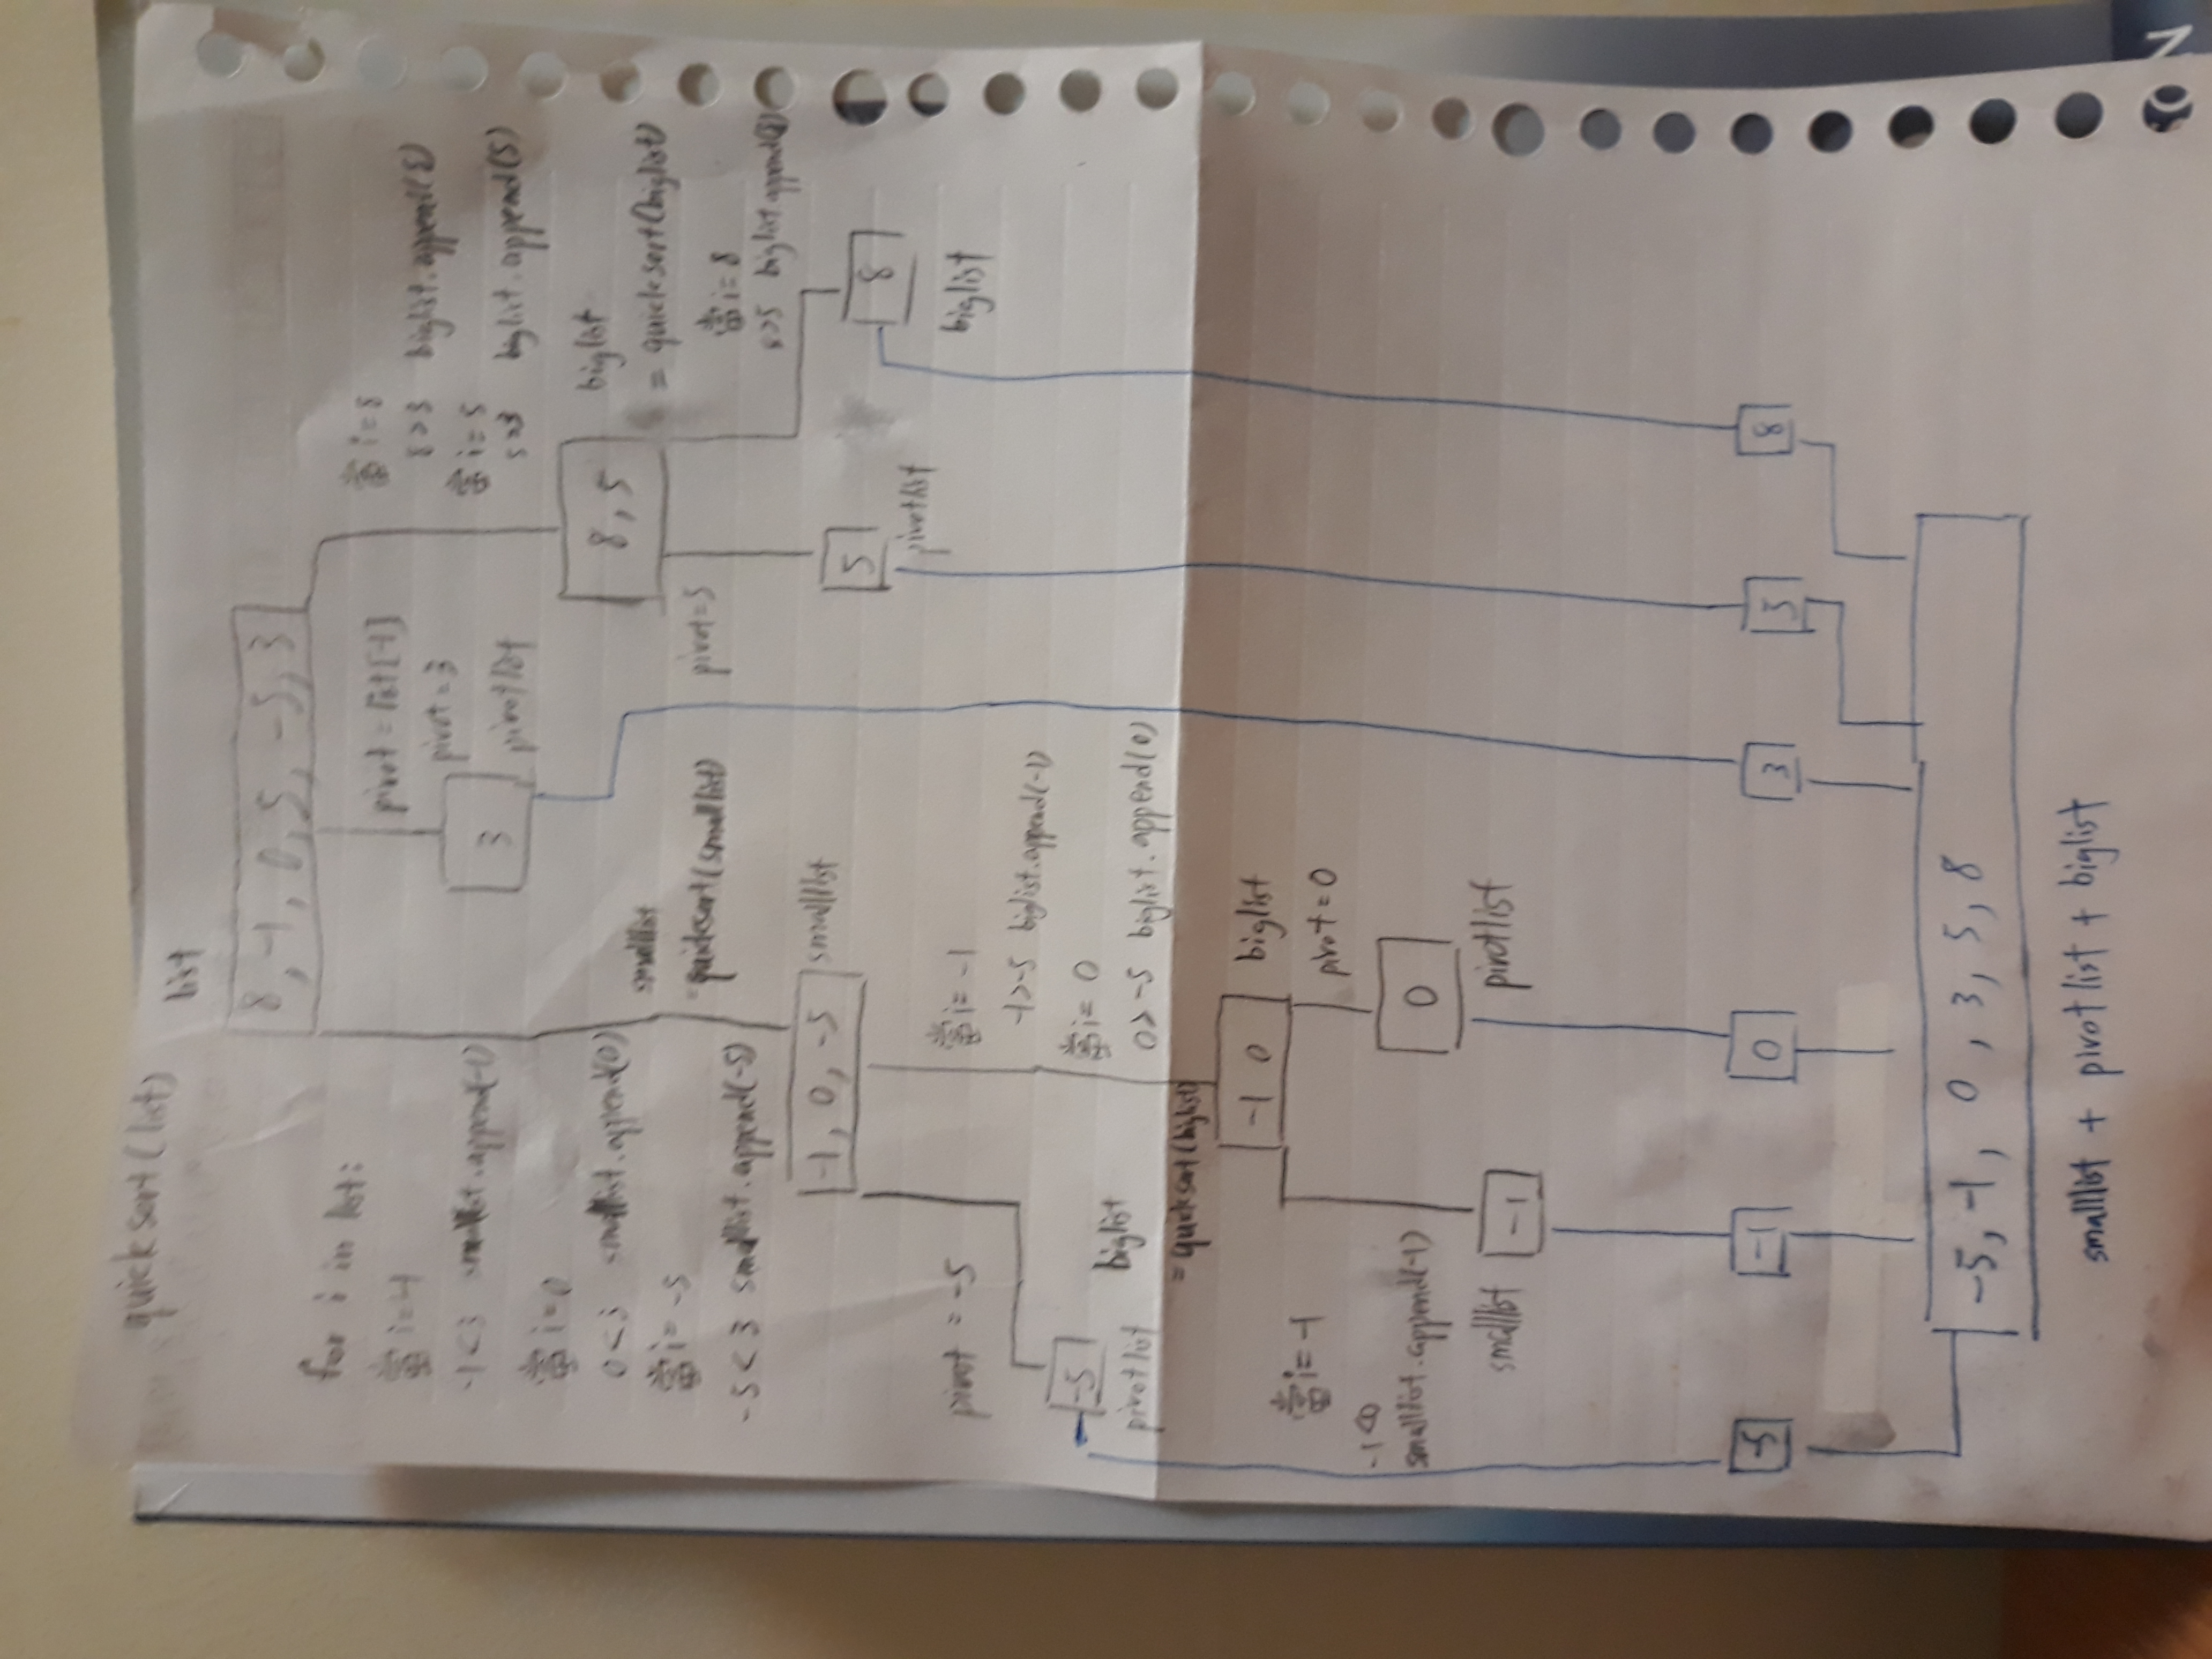 quicksort(list)
list
8, -1, 0, 5, -5, 3
for i in list:
當 i=-1
-1<3 smalllist.append(-1)
當 i=0
0<3 smalllist.append(0)
當 i= -5
-5<3 smalllist.append(-5)
pivot = list[-1]
pivot = 3
3
pivotlist
當 i=8
8>3 biglist.append(8)
當 i=5
5>3 biglist.append(5)
8, 5
biglist
= quicksort(biglist)
smalllist
=quicksort(smalllist)
pivot=5
當 i=8
8>5 biglist.append(8)
-1, 0, -5
smalllist
5
pivotlist
8
biglist
pivot = -5
-5
pivotlist
當 i= -1
-1>-5 biglist.append(-1)
當 i= 0
0>-5 biglist.append(0)
biglist
= quicksort(biglist)
-1 0
biglist
當 i= -1
-1<0
smalllist.append(-1)
pivot = 0
0
pivotlist
smalllist
-1
-5
-1
0
3
5
8
-5, -1, 0, 3, 5, 8
smalllist + pivotlist + biglist